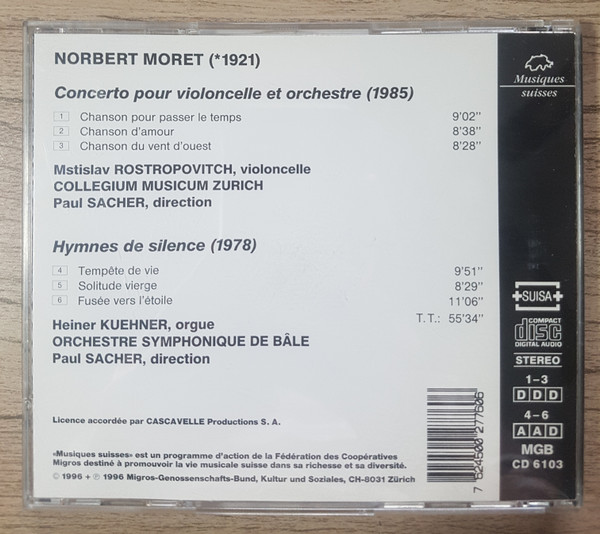 NORBERT MORET (*1921)
Concerto pour violoncelle et orchestre (1985)
1 Chanson pour passer le temps 9'02''
2 Chanson d'amour 8'38''
3 Chanson du vent d'ouest 8'28''
Mstislav ROSTROPOVITCH, violoncelle
COLLEGIUM MUSICUM ZURICH
Paul SACHER, direction
Hymnes de silence (1978)
4 Tempête de vie 9'51''
5 Solitude vierge 8'29''
6 Fusée vers l'étoile 11'06''
T. T.: 55'34''
Heiner KUEHNER, orgue
ORCHESTRE SYMPHONIQUE DE BÂLE
Paul SACHER, direction
Licence accordée par CASCAVELLE Productions S. A.
«Musiques suisses» est un programme d'action de la Fédération des Coopératives
Migros destiné à promouvoir la vie musicale suisse dans sa richesse et sa diversité.
© 1996 + ℗ 1996 Migros-Genossenschafts-Bund, Kultur und Soziales, CH-8031 Zürich
7 624500 277606
Musiques
suisses
SUISA
COMPACT
disc
DIGITAL AUDIO
STEREO
1–3
DDD
4–6
AAD
MGB
CD 6103